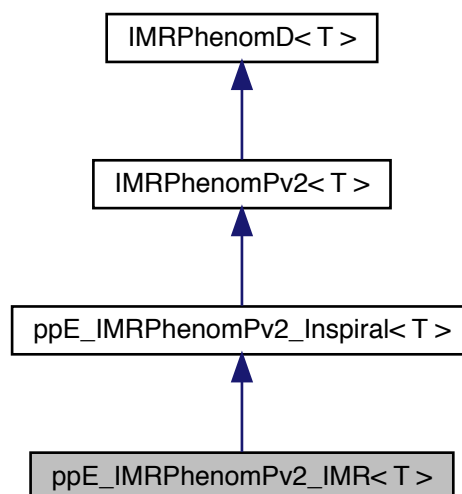 IMRPhenomD< T >
IMRPhenomPv2< T >
ppE_IMRPhenomPv2_Inspiral< T >
ppE_IMRPhenomPv2_IMR< T >